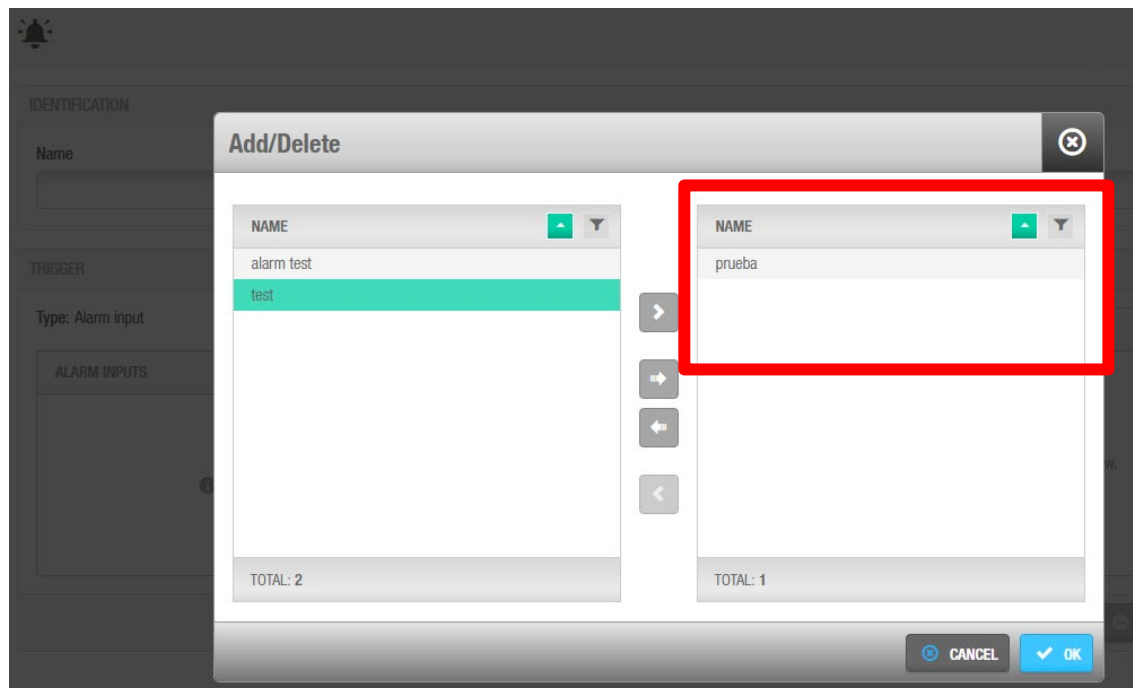 IDENTIFICATION
Name
TRIGGER
Type: Alarm input
ALARM INPUTS
w.
Add/Delete
NAME
alarm test
test
TOTAL: 2
NAME
prueba
TOTAL: 1
CANCEL
OK